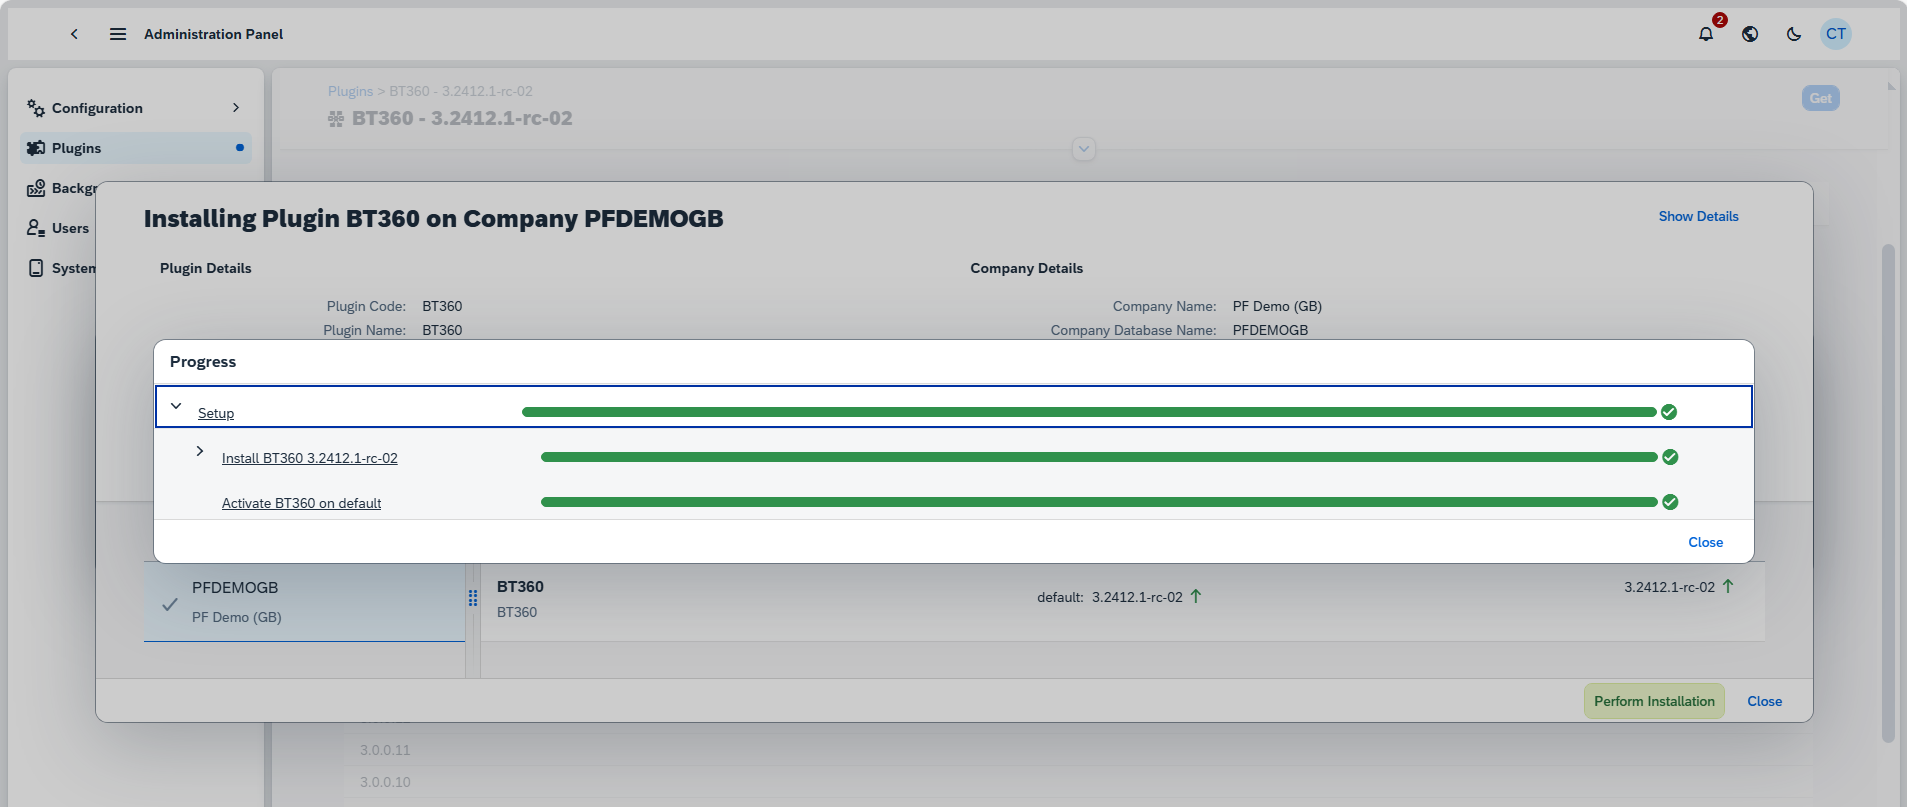 Administration Panel
2
CT
Configuration
Plugins
Backgr
Users
System
Plugins > BT360 - 3.2412.1-rc-02
BT360 - 3.2412.1-rc-02
Get
Installing Plugin BT360 on Company PFDEMOGB
Show Details
Plugin Details
Company Details
Plugin Code: BT360
Company Name: PF Demo (GB)
Plugin Name: BT360
Company Database Name: PFDEMOGB
Progress
Setup
Install BT360 3.2412.1-rc-02
Activate BT360 on default
Close
PFDEMOGB
PF Demo (GB)
BT360
BT360
default: 3.2412.1-rc-02
3.2412.1-rc-02
Perform Installation
Close
3.0.0.11
3.0.0.10